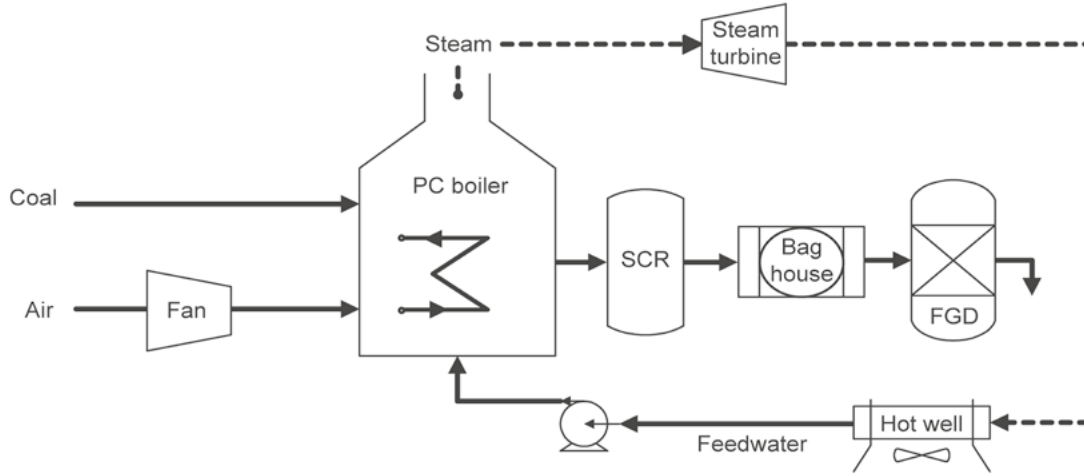 Steam
Steam
turbine
PC boiler
Coal
SCR
Bag
house
Air
Fan
FGD
Hot well
Feedwater